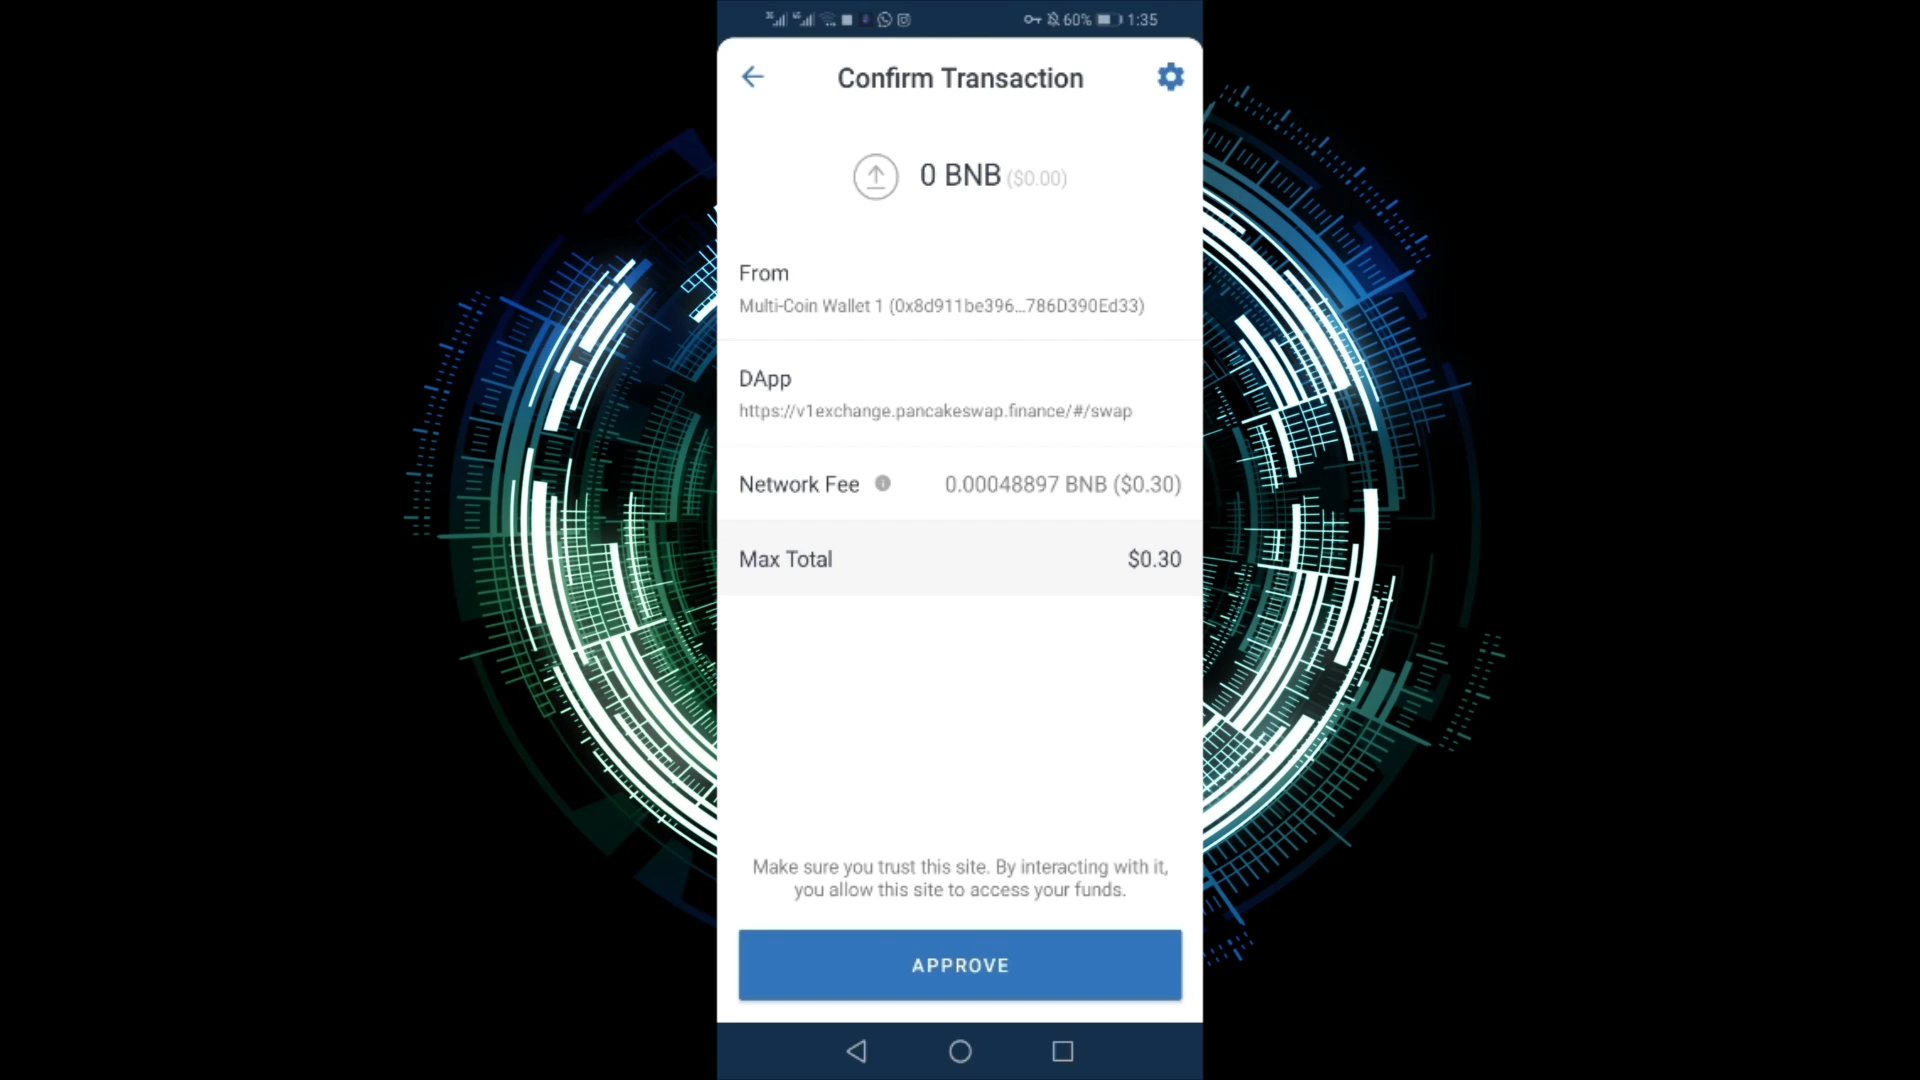 60% 1:35
Confirm Transaction
0 BNB ($0.00)
From
Multi-Coin Wallet 1 (0x8d911be396...786D390Ed33)
DApp
https://v1exchange.pancakeswap.finance/#/swap
Network Fee 0.00048897 BNB ($0.30)
Max Total $0.30
Make sure you trust this site. By interacting with it,
you allow this site to access your funds.
APPROVE